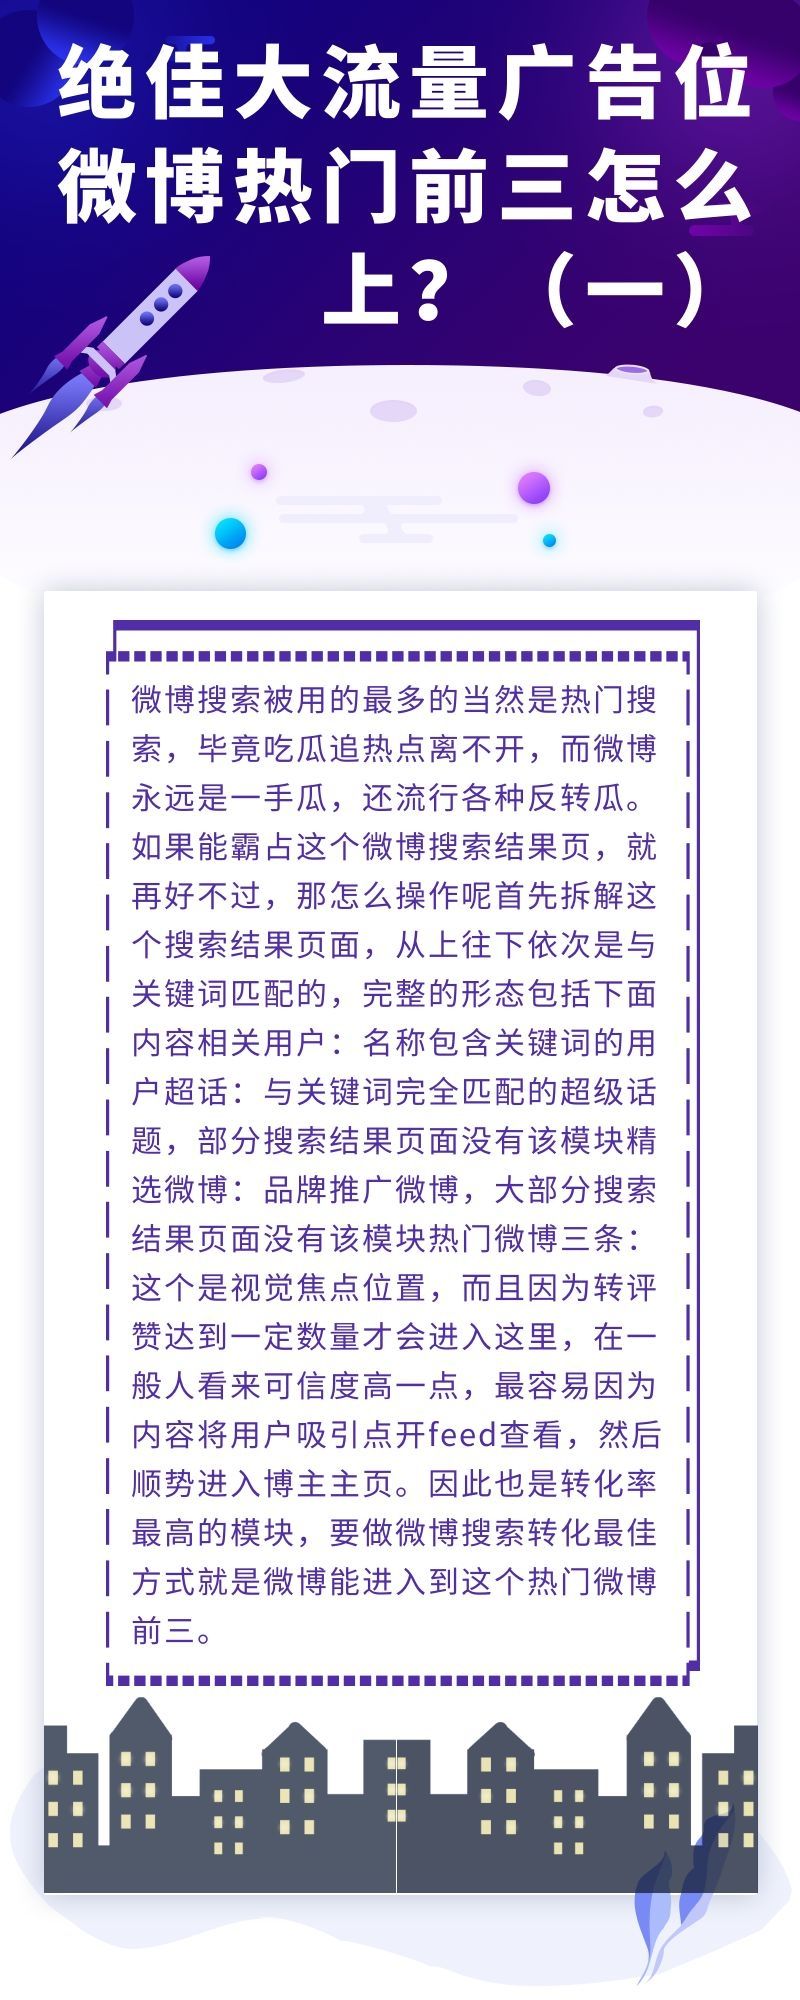 绝佳大流量广告位
微博热门前三怎么
上？（一）
微博搜索被用的最多的当然是热门搜
索，毕竟吃瓜追热点离不开，而微博
永远是一手瓜，还流行各种反转瓜。
如果能霸占这个微博搜索结果页，就
再好不过，那怎么操作呢首先拆解这
个搜索结果页面，从上往下依次是与
关键词匹配的，完整的形态包括下面
内容相关用户：名称包含关键词的用
户超话：与关键词完全匹配的超级话
题，部分搜索结果页面没有该模块精
选微博：品牌推广微博，大部分搜索
结果页面没有该模块热门微博三条：
这个是视觉焦点位置，而且因为转评
赞达到一定数量才会进入这里，在一
般人看来可信度高一点，最容易因为
内容将用户吸引点开feed查看，然后
顺势进入博主主页。因此也是转化率
最高的模块，要做微博搜索转化最佳
方式就是微博能进入到这个热门微博
前三。